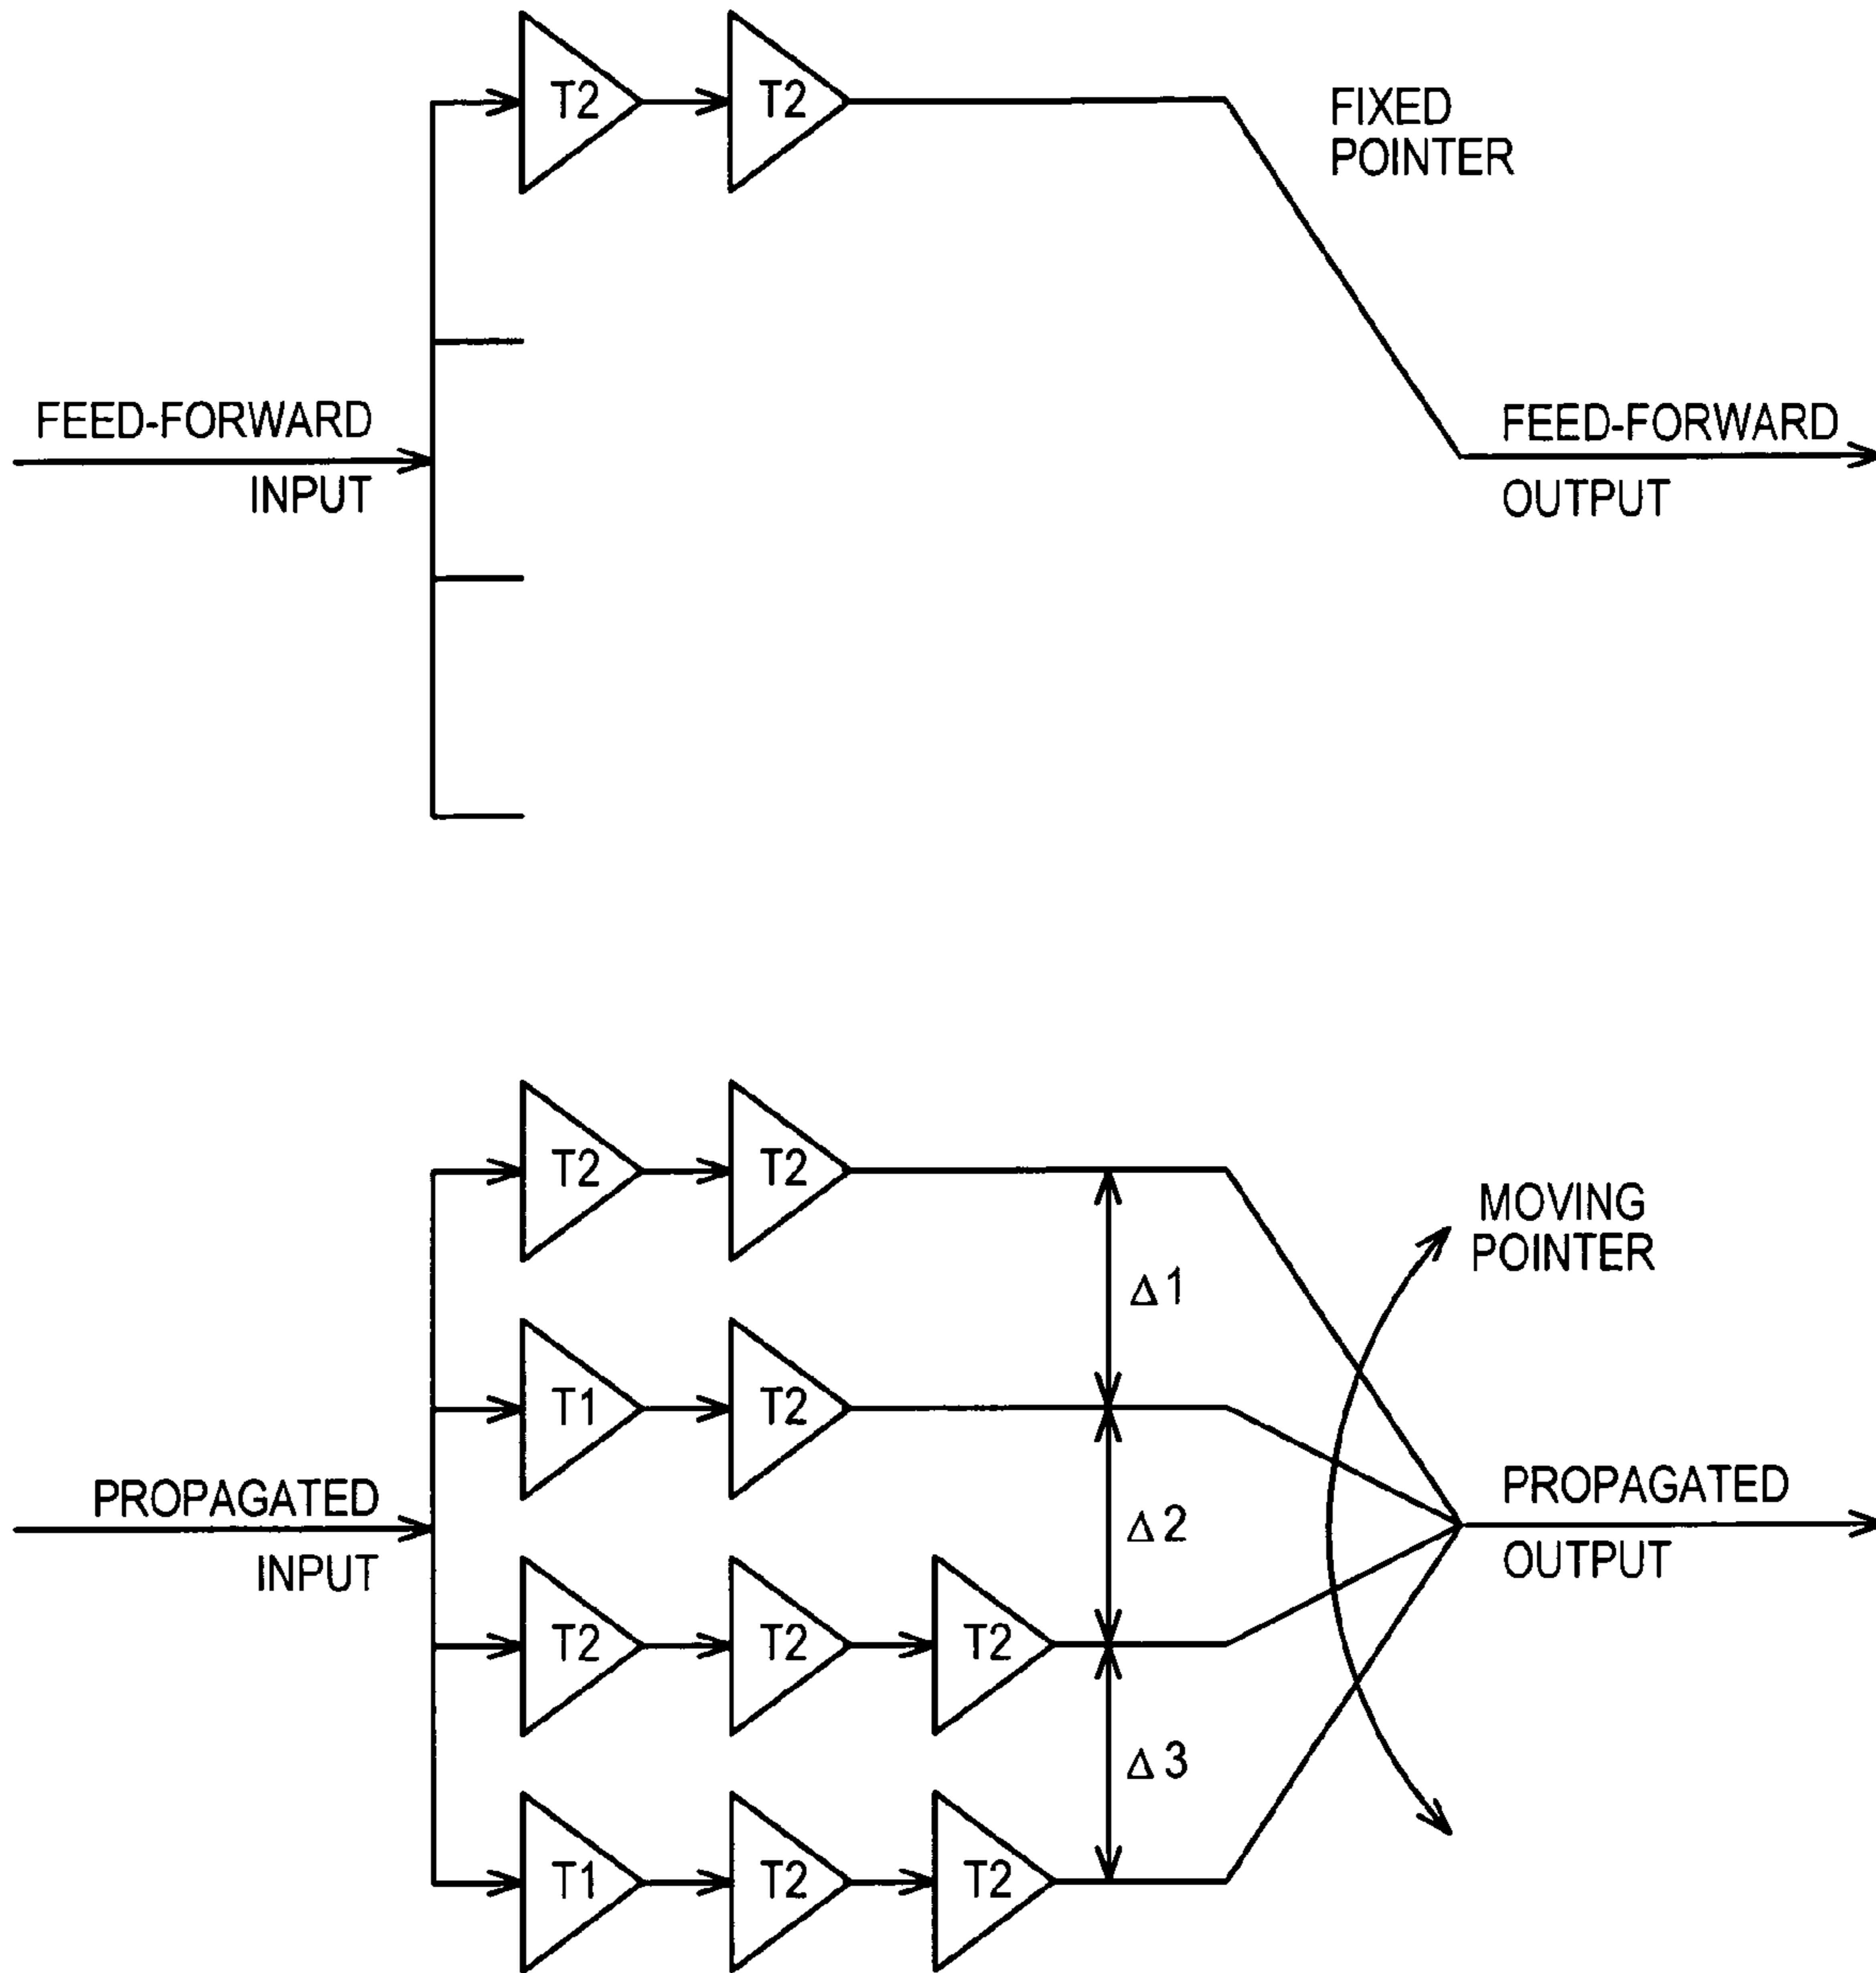 T2 T2
FIXED
POINTER
FEED-FORWARD
INPUT
FEED-FORWARD
OUTPUT
T2 T2
MOVING
POINTER
Δ1
T1 T2
PROPAGATED
INPUT
Δ2
PROPAGATED
OUTPUT
T2 T2 T2
Δ3
T1 T2 T2